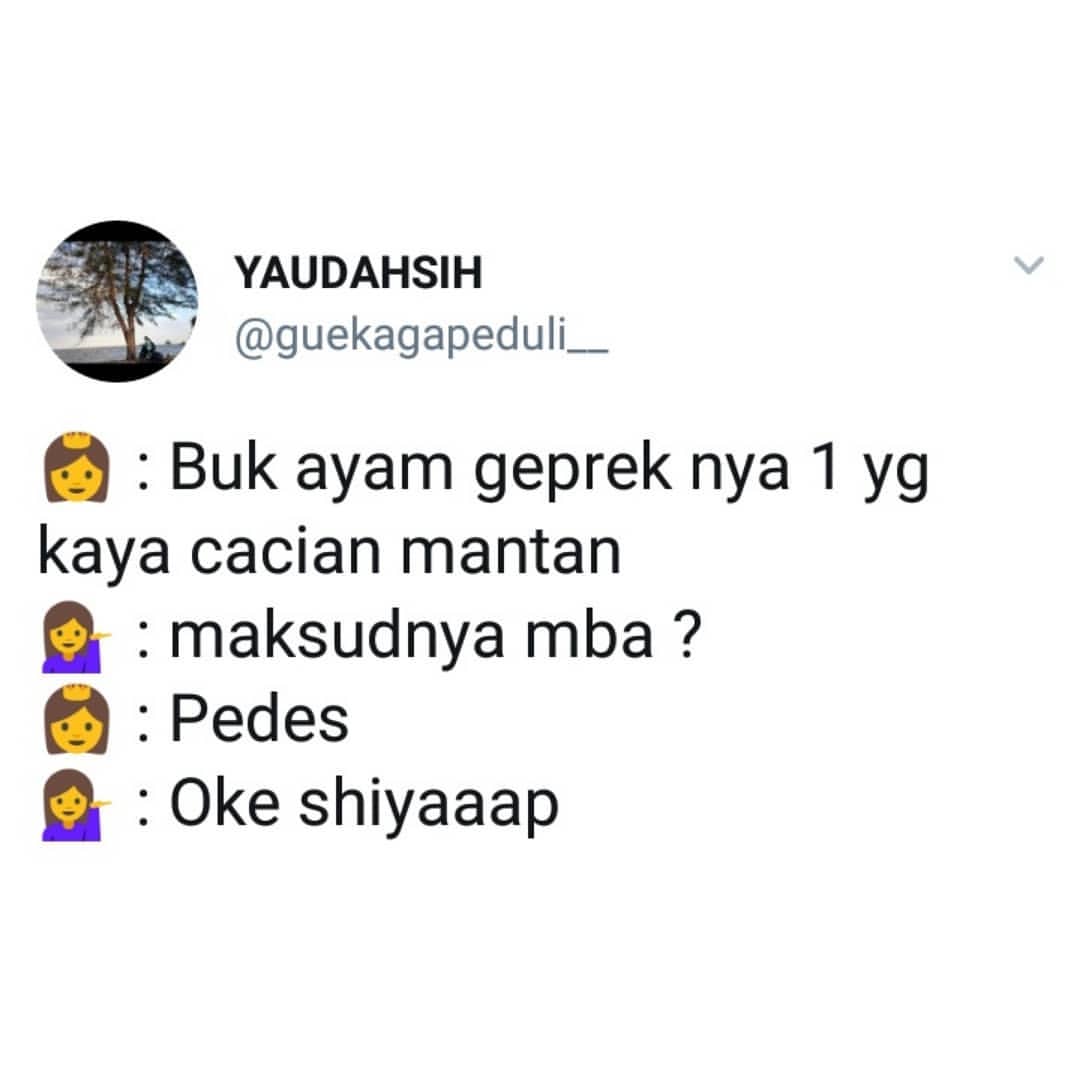 YAUDAHSIH
@guekagapeduli__
👸 : Buk ayam geprek nya 1 yg
kaya cacian mantan
💁 : maksudnya mba ?
👸 : Pedes
💁 : Oke shiyaaap